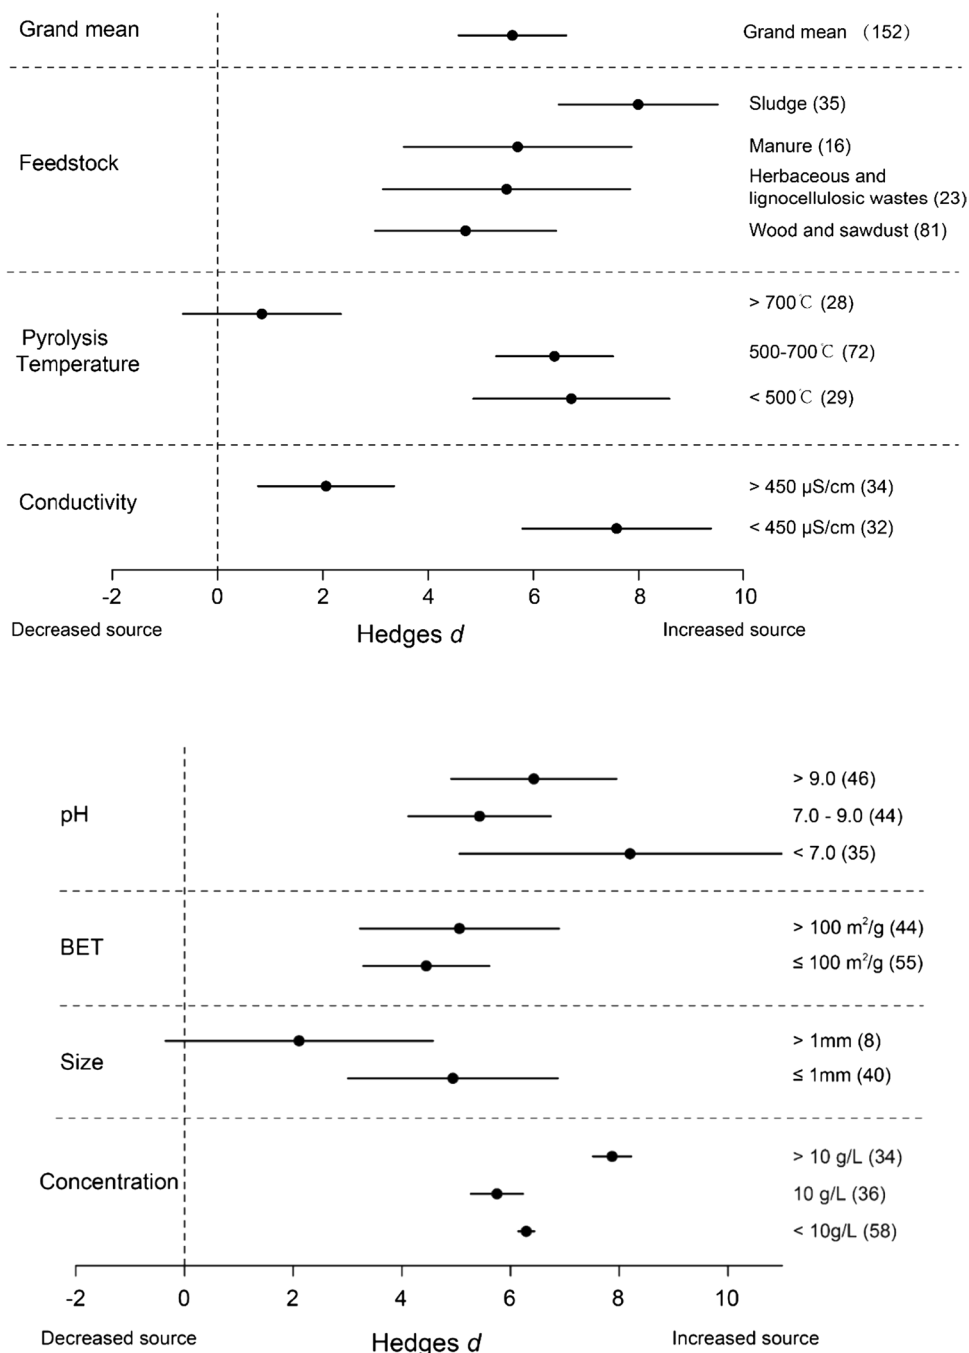 Grand mean
Grand mean （152）
Feedstock
Sludge (35)
Manure (16)
Herbaceous and
lignocellulosic wastes (23)
Wood and sawdust (81)
Pyrolysis
Temperature
> 700℃ (28)
500-700℃ (72)
< 500℃ (29)
Conductivity
> 450 µS/cm (34)
< 450 µS/cm (32)
-2 0 2 4 6 8 10
Decreased source Hedges d Increased source
pH
> 9.0 (46)
7.0 - 9.0 (44)
< 7.0 (35)
BET
> 100 m²/g (44)
≤ 100 m²/g (55)
Size
> 1mm (8)
≤ 1mm (40)
Concentration
> 10 g/L (34)
10 g/L (36)
< 10g/L (58)
-2 0 2 4 6 8 10
Decreased source Hedges d Increased source